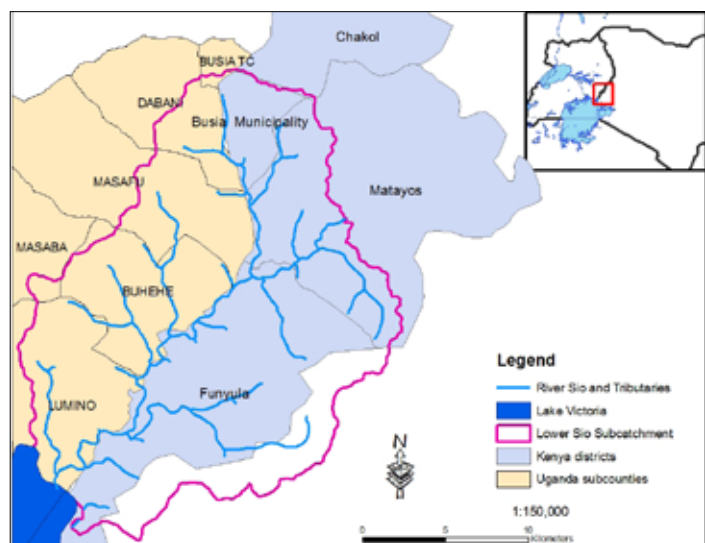 Chakol
BUSIA TC
DABANI
Busia Municipality
MASAFU
Matayos
MASABA
BUHEHE
Funyula
LUMINO
Legend
River Sio and Tributaries
Lake Victoria
Lower Sio Subcatchment
Kenya districts
Uganda subcounties
N
1:150,000
0 5 10
Kilometers